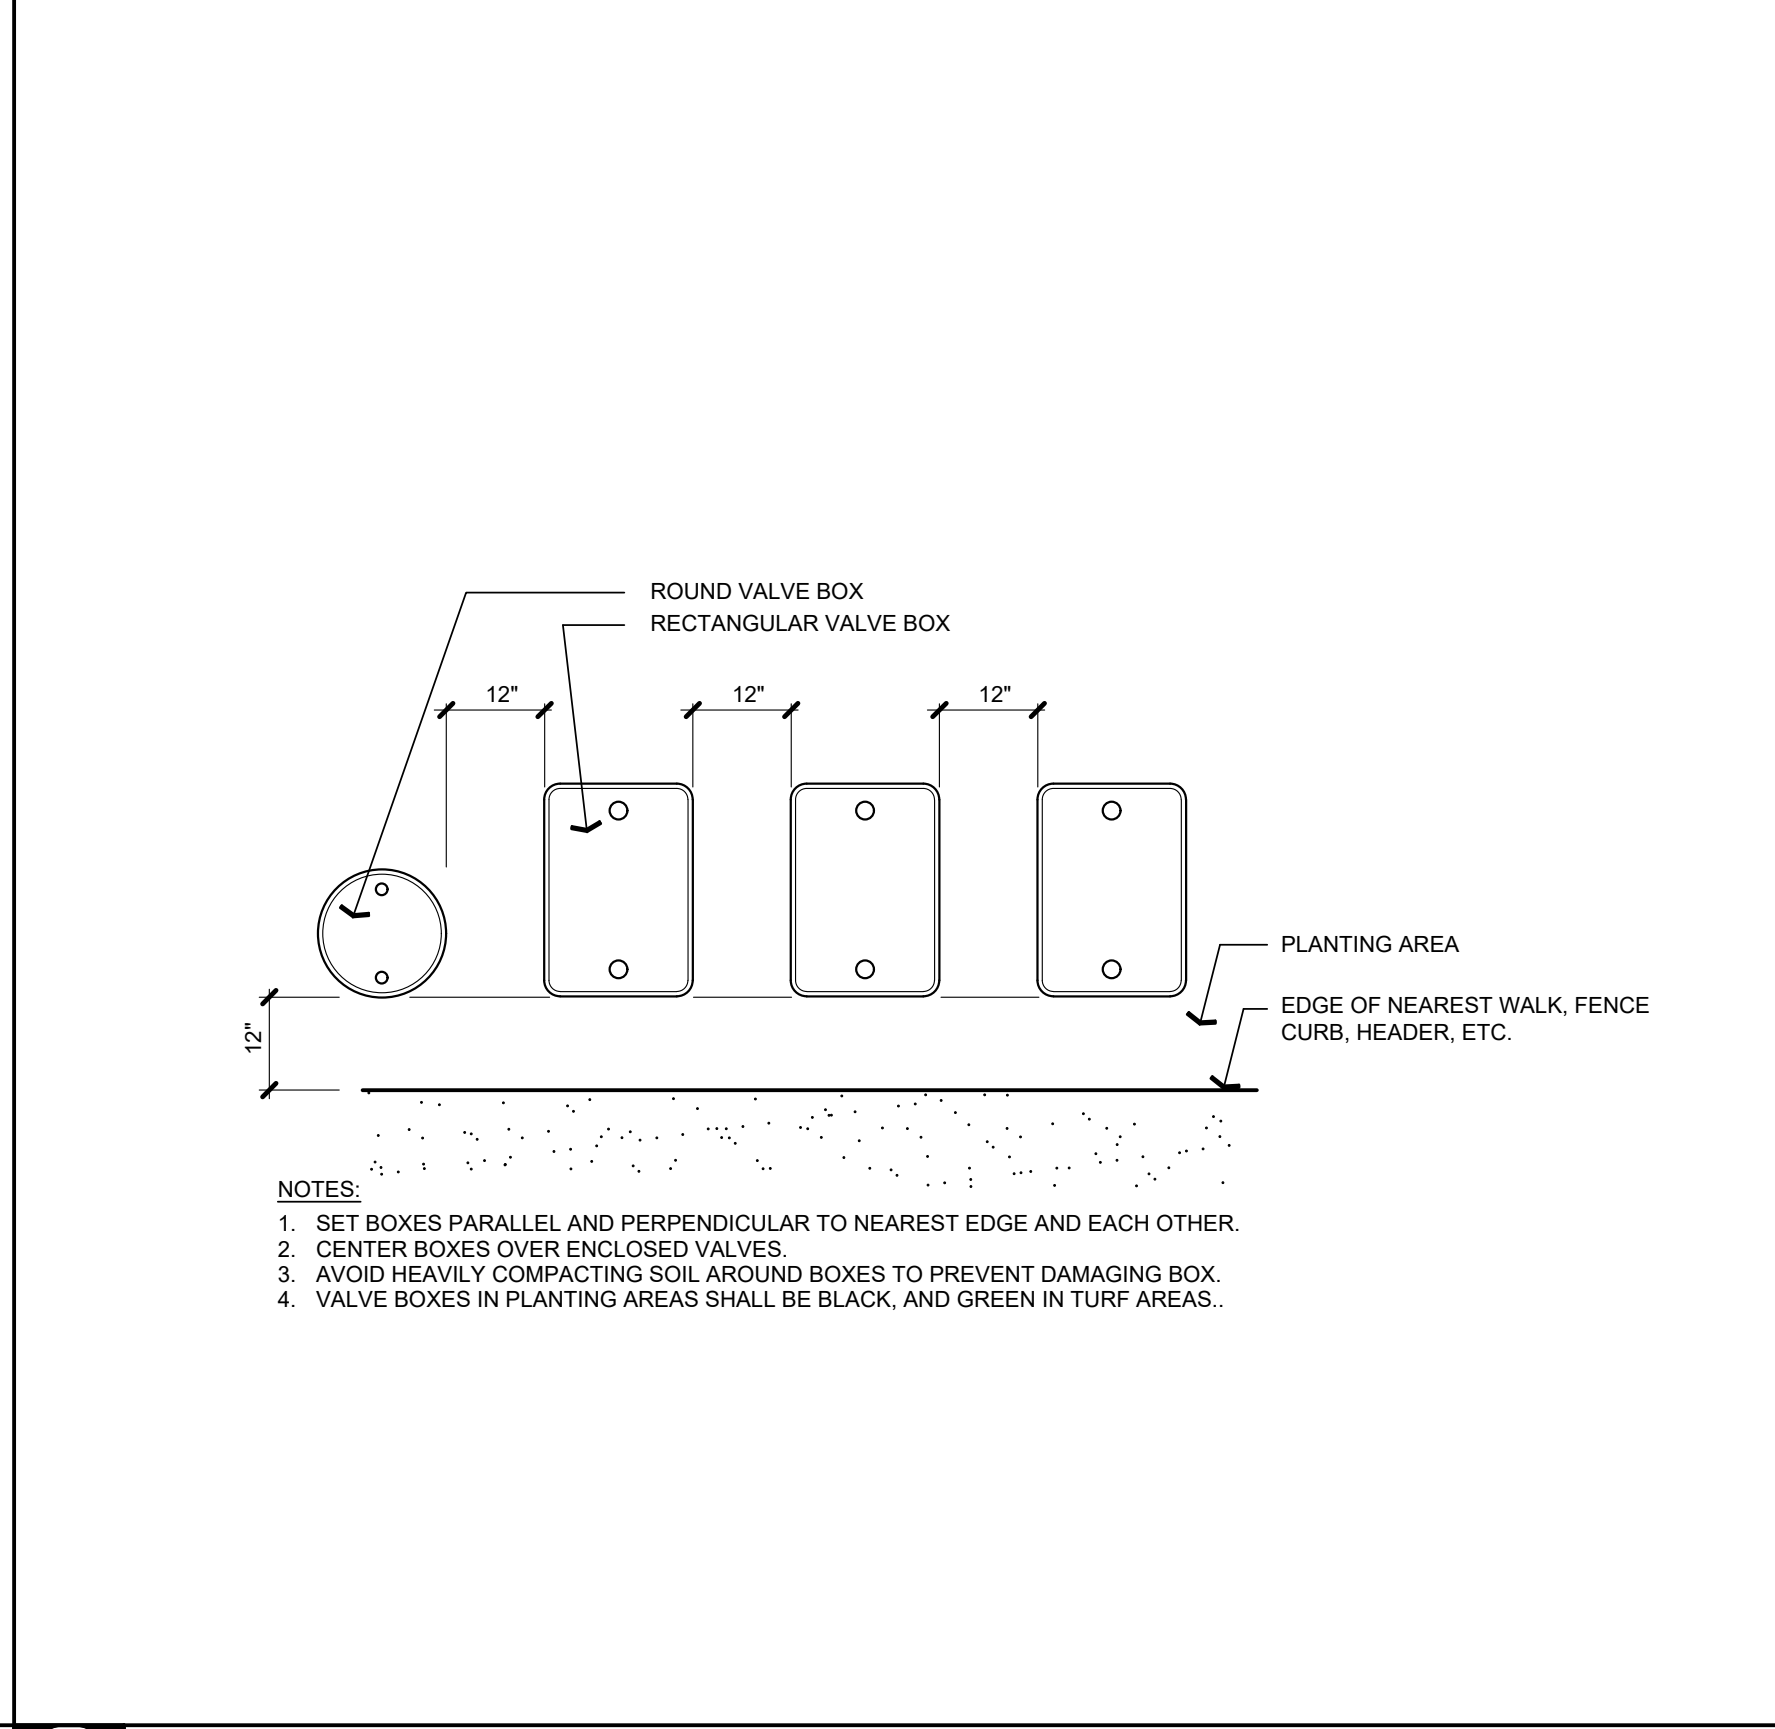 ROUND VALVE BOX
RECTANGULAR VALVE BOX
12"
12"
12"
PLANTING AREA
EDGE OF NEAREST WALK, FENCE
CURB, HEADER, ETC.
12"
NOTES:
1. SET BOXES PARALLEL AND PERPENDICULAR TO NEAREST EDGE AND EACH OTHER.
2. CENTER BOXES OVER ENCLOSED VALVES.
3. AVOID HEAVILY COMPACTING SOIL AROUND BOXES TO PREVENT DAMAGING BOX.
4. VALVE BOXES IN PLANTING AREAS SHALL BE BLACK, AND GREEN IN TURF AREAS..